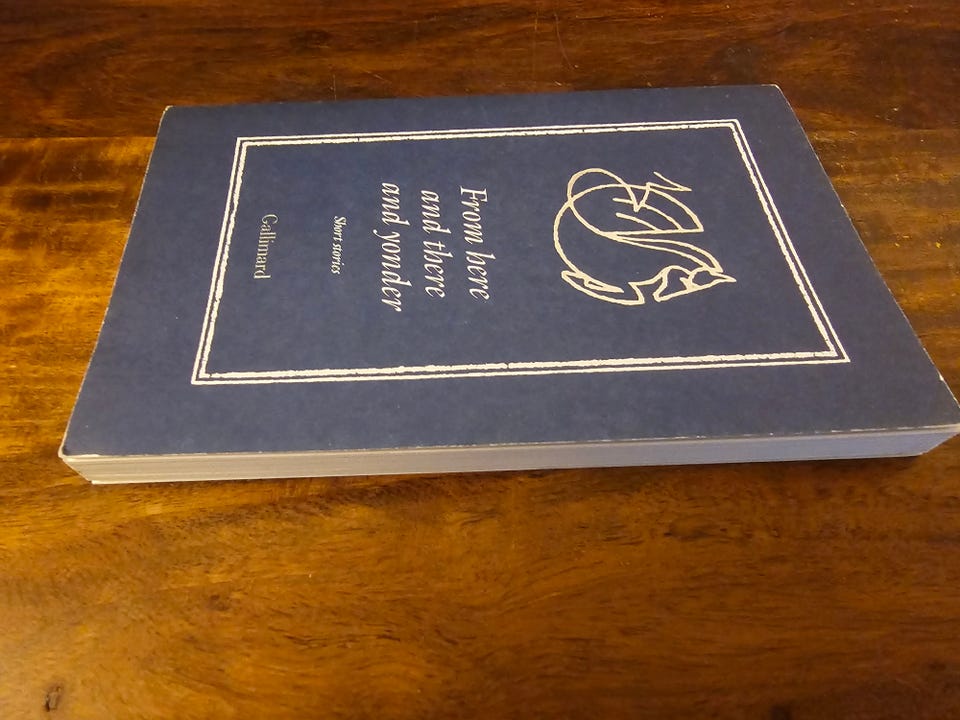 From here
and there
and yonder
Short stories
Gallimard